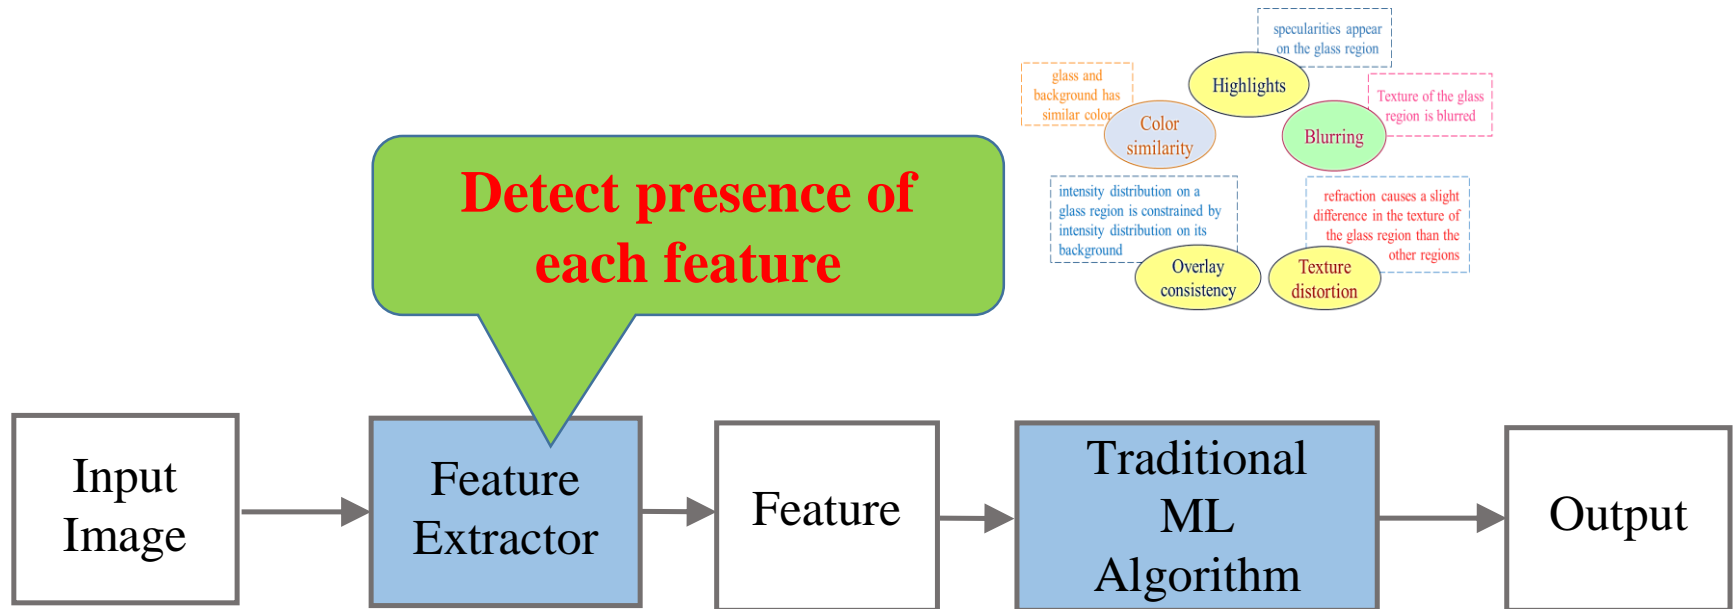 specularities appear
on the glass region
Highlights
glass and
background has
similar color
Color
similarity
Texture of the glass
region is blurred
Blurring
intensity distribution on a
glass region is constrained by
intensity distribution on its
background
Overlay
consistency
refraction causes a slight
difference in the texture of
the glass region than the
other regions
Texture
distortion
Detect presence of
each feature
Input
Image
Feature
Extractor
Feature
Traditional
ML
Algorithm
Output